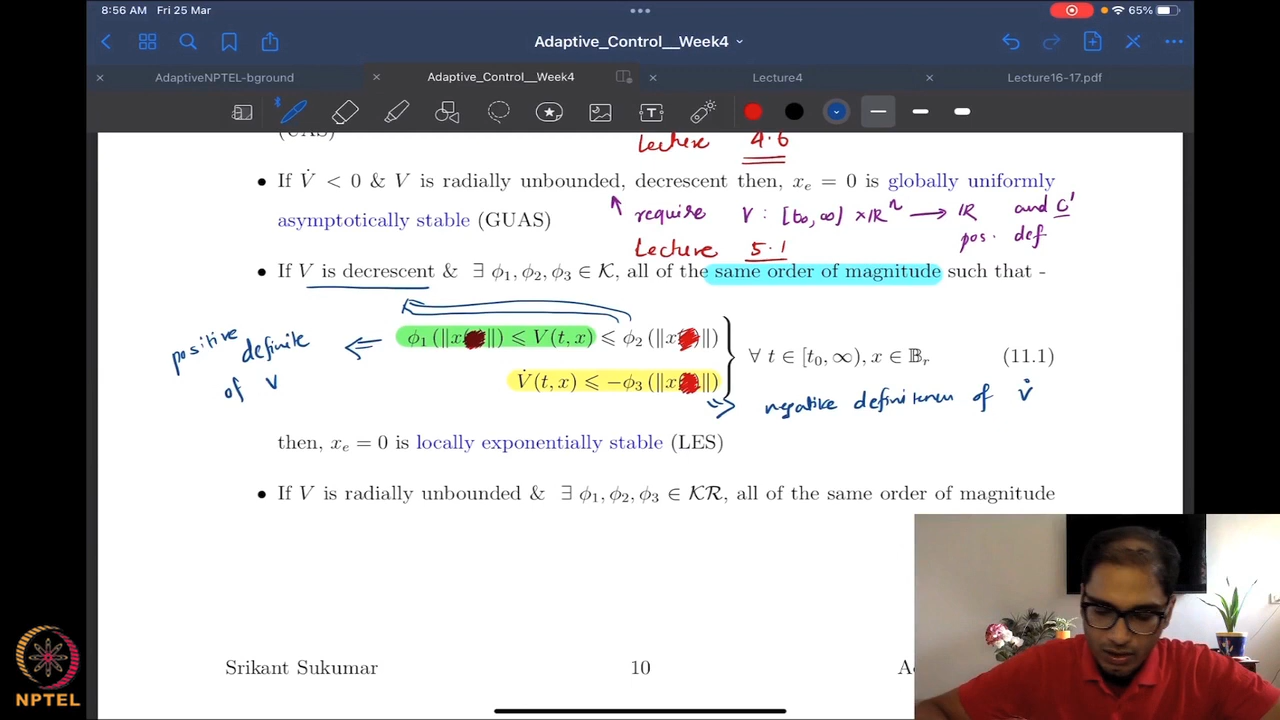 8:56 AM Fri 25 Mar
65%
Adaptive_Control__Week4
AdaptiveNPTEL-bground
Adaptive_Control__Week4
Lecture4
Lecture16-17.pdf
(UAS)
Lecture 4.6
• If V̇ < 0 & V is radially unbounded, decrescent then, xₑ = 0 is globally uniformly
asymptotically stable (GUAS)
require V : [t₀, ∞) × ℝⁿ → ℝ and C¹
pos. def
Lecture 5.1
• If V is decrescent & ∃ ϕ₁, ϕ₂, ϕ₃ ∈ 𝒦, all of the same order of magnitude such that -
positive definite
of V
ϕ₁ (‖x ‖) ⩽ V(t, x) ⩽ ϕ₂ (‖x ‖)
V̇(t, x) ⩽ −ϕ₃ (‖x ‖)
∀ t ∈ [t₀, ∞), x ∈ 𝔹ᵣ (11.1)
negative definiteness of V̇
then, xₑ = 0 is locally exponentially stable (LES)
• If V is radially unbounded & ∃ ϕ₁, ϕ₂, ϕ₃ ∈ 𝒦ℛ, all of the same order of magnitude
Srikant Sukumar
10
NPTEL